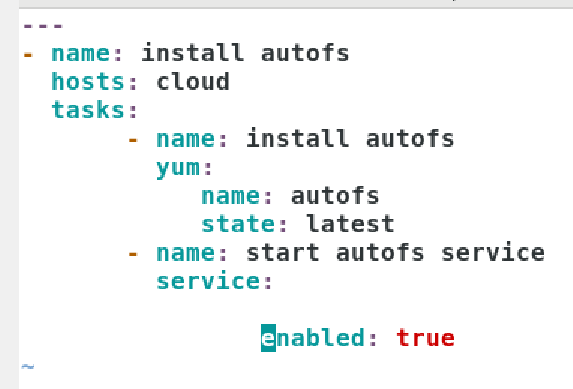 ---
- name: install autofs
  hosts: cloud
  tasks:
       - name: install autofs
         yum:
            name: autofs
            state: latest
       - name: start autofs service
         service:

                enabled: true
~